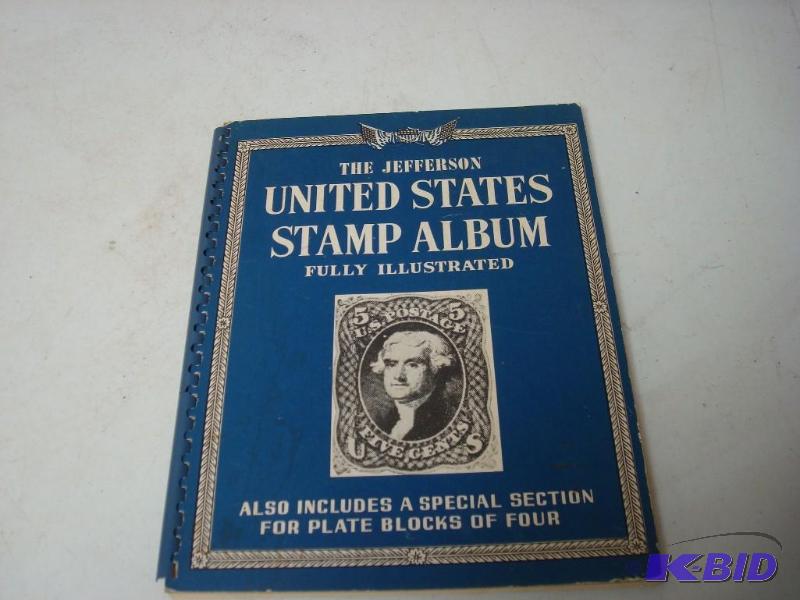 THE JEFFERSON
UNITED STATES
STAMP ALBUM
FULLY ILLUSTRATED
5 5
U.S. POSTAGE
U S
FIVE CENTS
ALSO INCLUDES A SPECIAL SECTION
FOR PLATE BLOCKS OF FOUR
K-BID